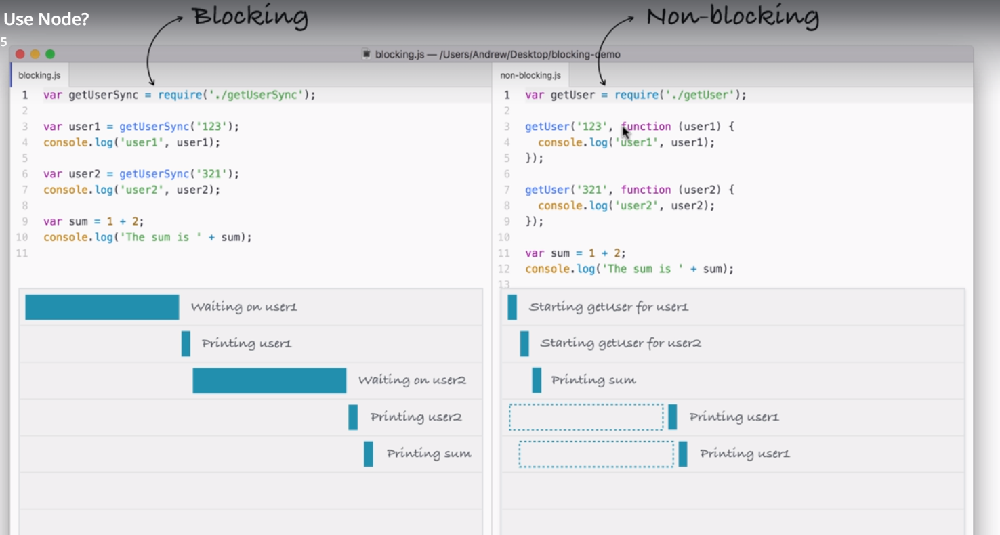 Use Node?
5
Blocking
Non-blocking
blocking.js — /Users/Andrew/Desktop/blocking-demo
blocking.js
1 var getUserSync = require('./getUserSync');
2
3 var user1 = getUserSync('123');
4 console.log('user1', user1);
5
6 var user2 = getUserSync('321');
7 console.log('user2', user2);
8
9 var sum = 1 + 2;
10 console.log('The sum is ' + sum);
11
Waiting on user1
Printing user1
Waiting on user2
Printing user2
Printing sum
non-blocking.js
1 var getUser = require('./getUser');
2
3 getUser('123', function (user1) {
4   console.log('user1', user1);
5 });
6
7 getUser('321', function (user2) {
8   console.log('user2', user2);
9 });
10
11 var sum = 1 + 2;
12 console.log('The sum is ' + sum);
13
Starting getUser for user1
Starting getUser for user2
Printing sum
Printing user1
Printing user1